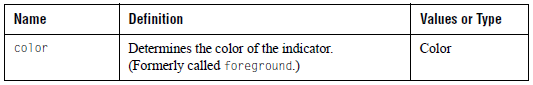 Name Definition Values or Type
color Determines the color of the indicator. Color
(Formerly called foreground.)